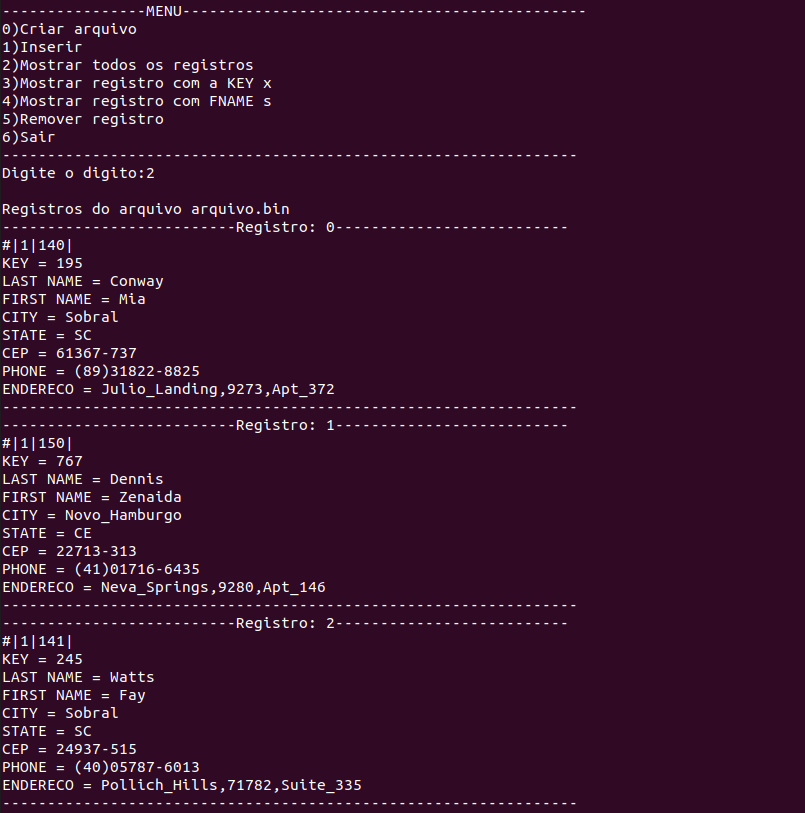 ----------------MENU---------------------------------------------
0)Criar arquivo
1)Inserir
2)Mostrar todos os registros
3)Mostrar registro com a KEY x
4)Mostrar registro com FNAME s
5)Remover registro
6)Sair
----------------------------------------------------------------
Digite o digito:2
Registros do arquivo arquivo.bin
--------------------------Registro: 0--------------------------
#|1|140|
KEY = 195
LAST NAME = Conway
FIRST NAME = Mia
CITY = Sobral
STATE = SC
CEP = 61367-737
PHONE = (89)31822-8825
ENDERECO = Julio_Landing,9273,Apt_372
----------------------------------------------------------------
--------------------------Registro: 1--------------------------
#|1|150|
KEY = 767
LAST NAME = Dennis
FIRST NAME = Zenaida
CITY = Novo_Hamburgo
STATE = CE
CEP = 22713-313
PHONE = (41)01716-6435
ENDERECO = Neva_Springs,9280,Apt_146
----------------------------------------------------------------
--------------------------Registro: 2--------------------------
#|1|141|
KEY = 245
LAST NAME = Watts
FIRST NAME = Fay
CITY = Sobral
STATE = SC
CEP = 24937-515
PHONE = (40)05787-6013
ENDERECO = Pollich_Hills,71782,Suite_335
----------------------------------------------------------------